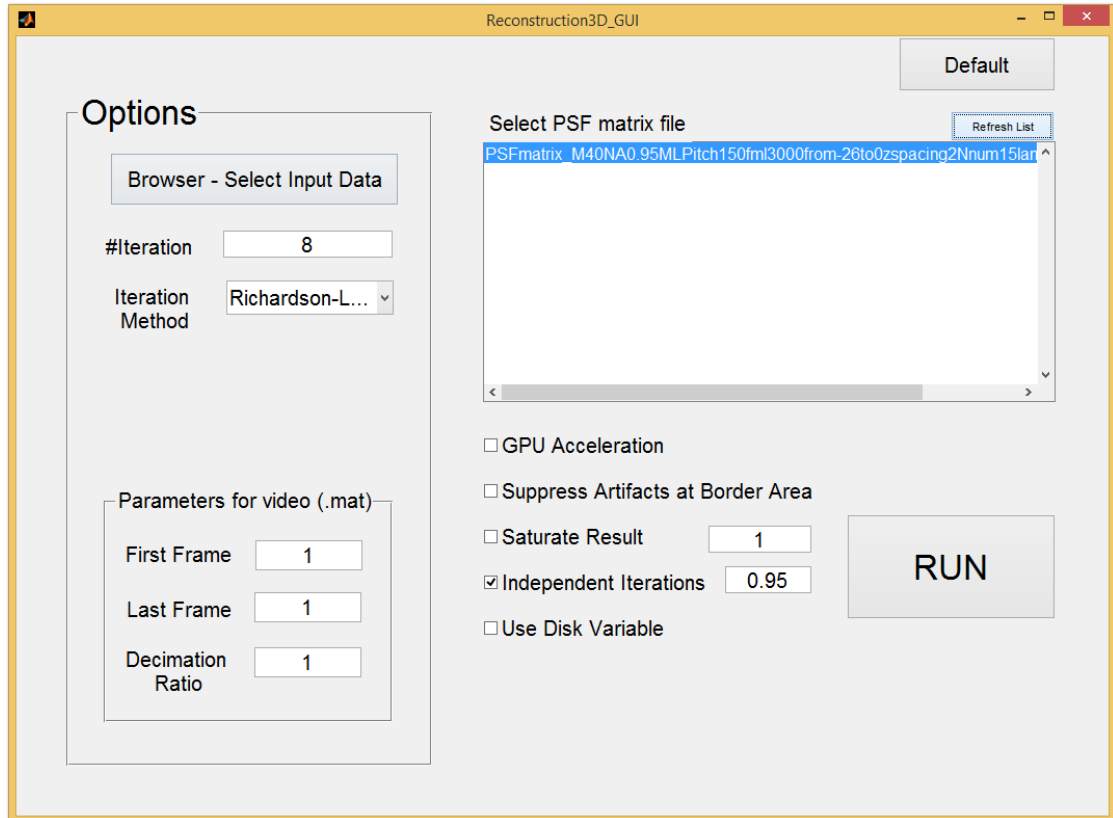 Reconstruction3D_GUI
Default
Options
Browser - Select Input Data
#Iteration
8
Iteration
Method
Richardson-L...
Parameters for video (.mat)
First Frame
1
Last Frame
1
Decimation
Ratio
1
Select PSF matrix file
Refresh List
PSFmatrix_M40NA0.95MLPitch150fml3000from-26to0zspacing2Nnum15lan
GPU Acceleration
Suppress Artifacts at Border Area
Saturate Result
1
Independent Iterations
0.95
Use Disk Variable
RUN